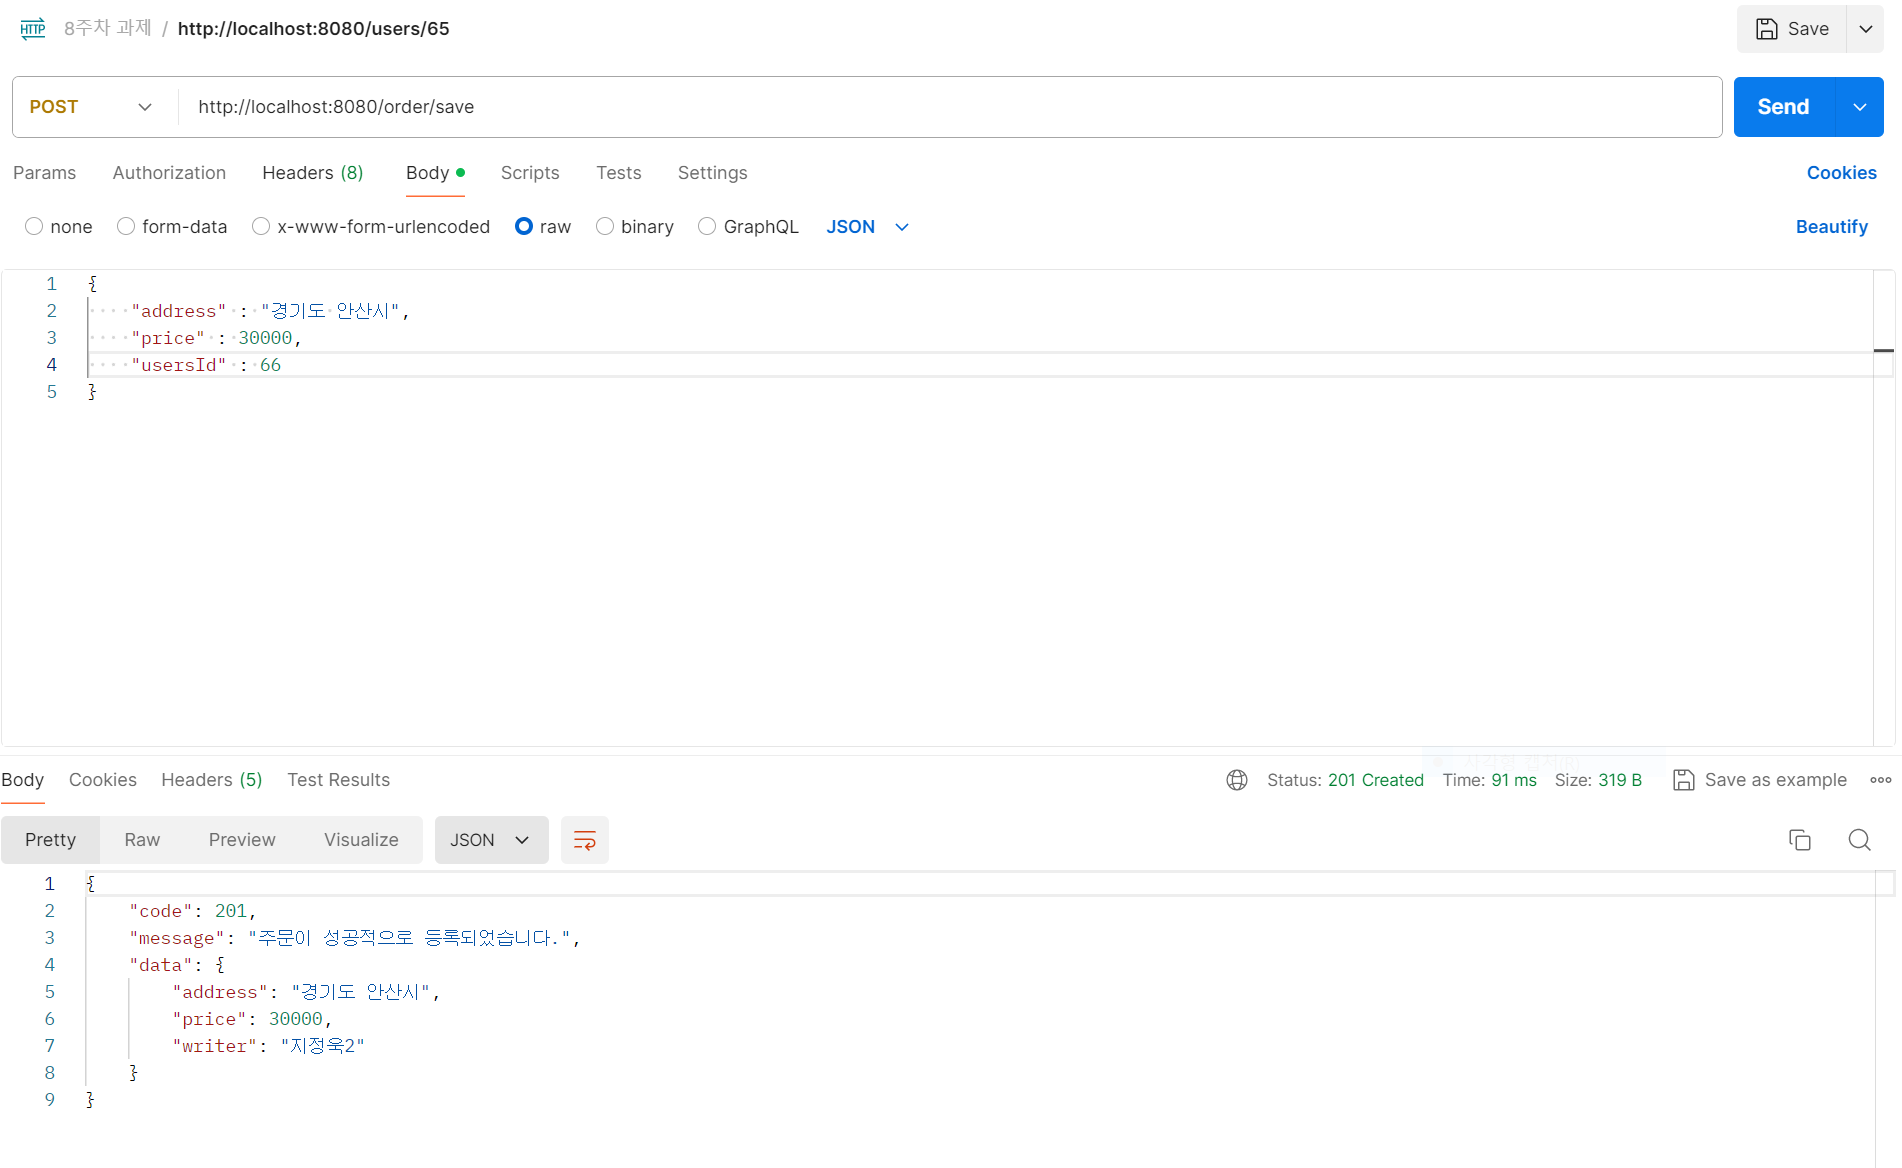 HTTP 8주차 과제 / http://localhost:8080/users/65 Save
POST http://localhost:8080/order/save Send
Params Authorization Headers (8) Body Scripts Tests Settings Cookies
none form-data x-www-form-urlencoded raw binary GraphQL JSON Beautify
1 {
2 ····"address"·:·"경기도·안산시",
3 ····"price"·:·30000,
4 ····"usersId"·:·66
5 }
사각형 캡처(R)
Body Cookies Headers (5) Test Results Status: 201 Created Time: 91 ms Size: 319 B Save as example
Pretty Raw Preview Visualize JSON
1 {
2 "code": 201,
3 "message": "주문이 성공적으로 등록되었습니다.",
4 "data": {
5 "address": "경기도 안산시",
6 "price": 30000,
7 "writer": "지정욱2"
8 }
9 }